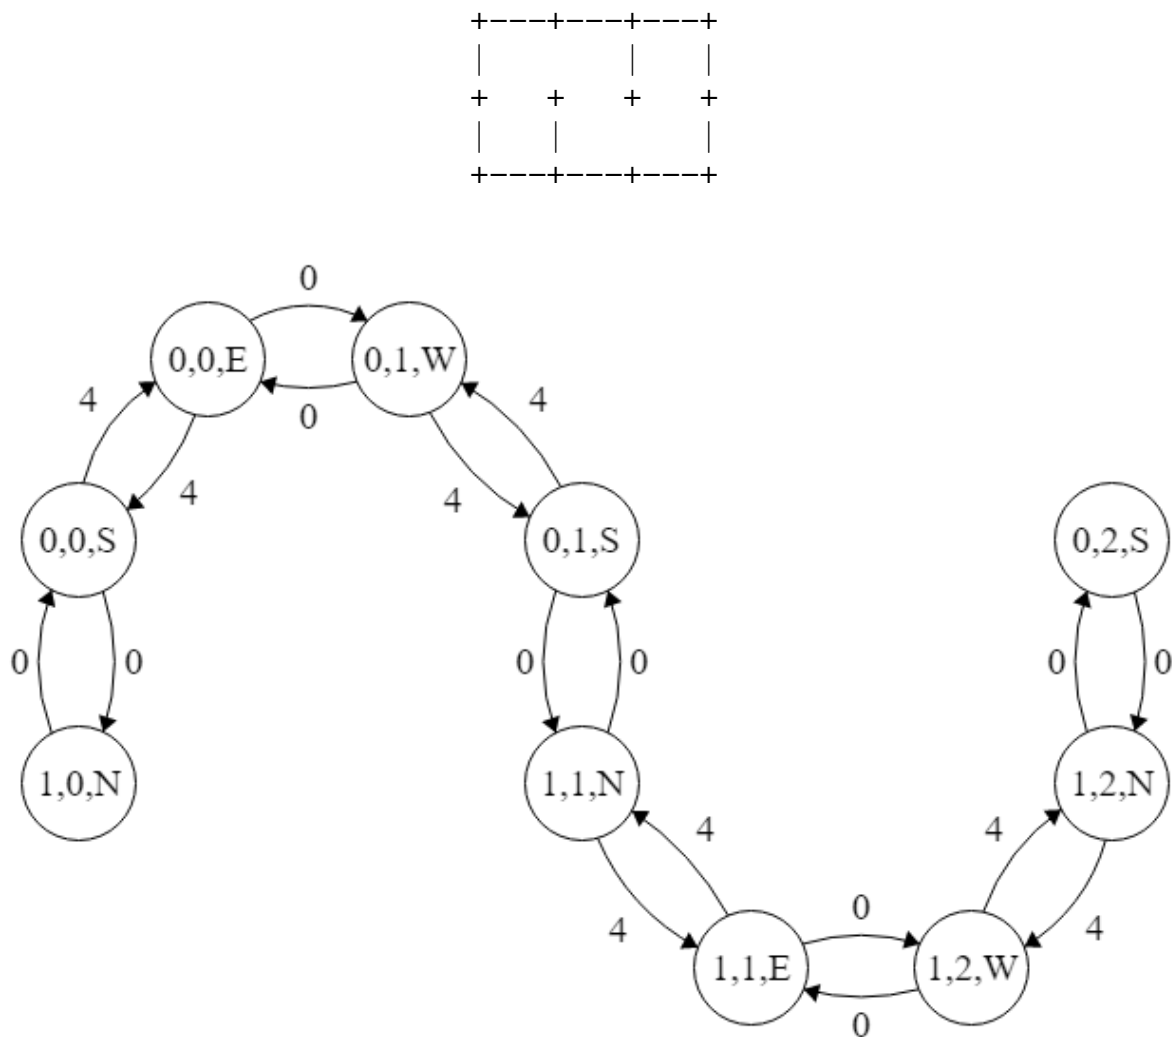 +---+---+---+
|       |   |
+   +   +   +
|   |       |
+---+---+---+
0
0,0,E 0,1,W
4 0 4
4 4
0,0,S 0,1,S 0,2,S
0 0 0 0 0 0
1,0,N 1,1,N 1,2,N
4 4
0
4 4
1,1,E 1,2,W
0